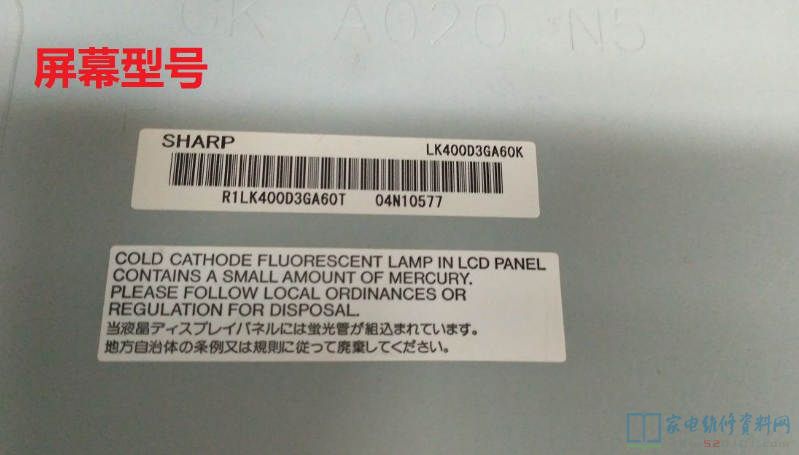 CK A020 N5
屏幕型号
SHARP
LK400D3GA60K
R1LK400D3GA60T 04N10577
COLD CATHODE FLUORESCENT LAMP IN LCD PANEL
CONTAINS A SMALL AMOUNT OF MERCURY.
PLEASE FOLLOW LOCAL ORDINANCES OR
REGULATION FOR DISPOSAL.
当液晶ディスプレイパネルには蛍光管が組込まれています。
地方自治体の条例又は規則に従って廃棄してください。
家电维修资料网